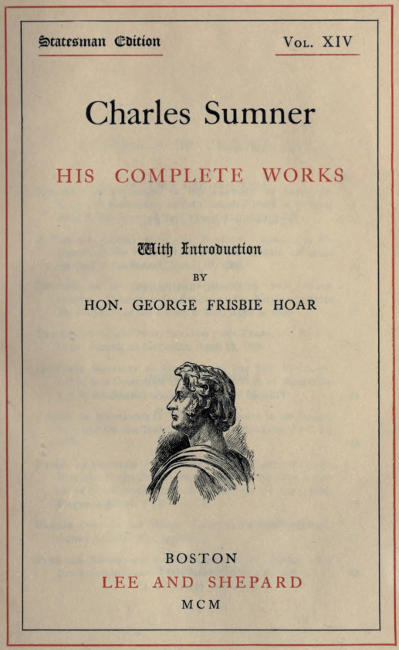 Statesman Edition VOL. XIV
Charles Sumner
HIS COMPLETE WORKS
With Introduction
BY
HON. GEORGE FRISBIE HOAR
BOSTON
LEE AND SHEPARD
MCM